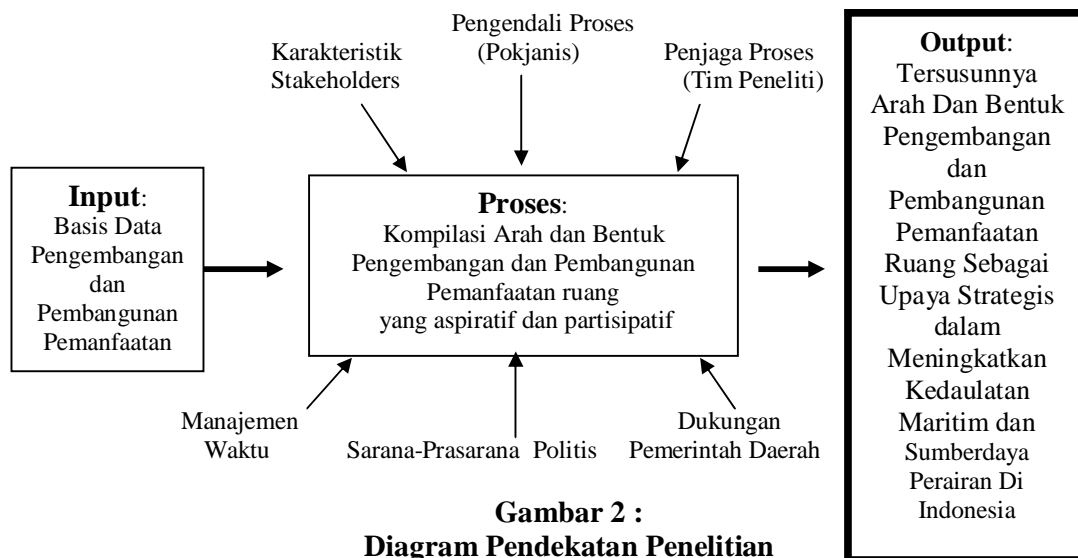 Karakteristik
Stakeholders
Pengendali Proses
(Pokjanis)
Penjaga Proses
(Tim Peneliti)
Input:
Basis Data
Pengembangan
dan
Pembangunan
Pemanfaatan
Proses:
Kompilasi Arah dan Bentuk
Pengembangan dan Pembangunan
Pemanfaatan ruang
yang aspiratif dan partisipatif
Output:
Tersusunnya
Arah Dan Bentuk
Pengembangan
dan
Pembangunan
Pemanfaatan
Ruang Sebagai
Upaya Strategis
dalam
Meningkatkan
Kedaulatan
Maritim dan
Sumberdaya
Perairan Di
Indonesia
Manajemen
Waktu
Sarana-Prasarana Politis
Dukungan
Pemerintah Daerah
Gambar 2 :
Diagram Pendekatan Penelitian